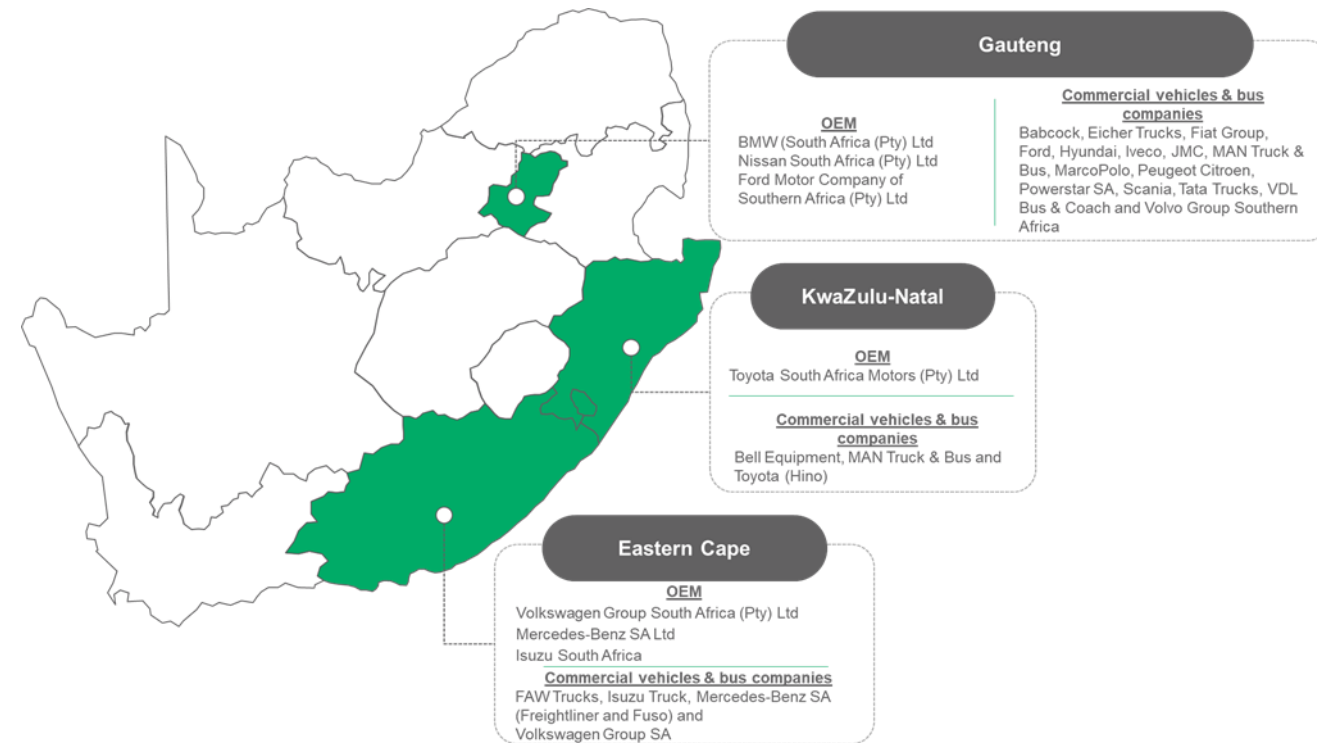 Gauteng
OEM
BMW (South Africa (Pty) Ltd
Nissan South Africa (Pty) Ltd
Ford Motor Company of
Southern Africa (Pty) Ltd
Commercial vehicles & bus
companies
Babcock, Eicher Trucks, Fiat Group,
Ford, Hyundai, Iveco, JMC, MAN Truck &
Bus, MarcoPolo, Peugeot Citroen,
Powerstar SA, Scania, Tata Trucks, VDL
Bus & Coach and Volvo Group Southern
Africa
KwaZulu-Natal
OEM
Toyota South Africa Motors (Pty) Ltd
Commercial vehicles & bus
companies
Bell Equipment, MAN Truck & Bus and
Toyota (Hino)
Eastern Cape
OEM
Volkswagen Group South Africa (Pty) Ltd
Mercedes-Benz SA Ltd
Isuzu South Africa
Commercial vehicles & bus companies
FAW Trucks, Isuzu Truck, Mercedes-Benz SA
(Freightliner and Fuso) and
Volkswagen Group SA